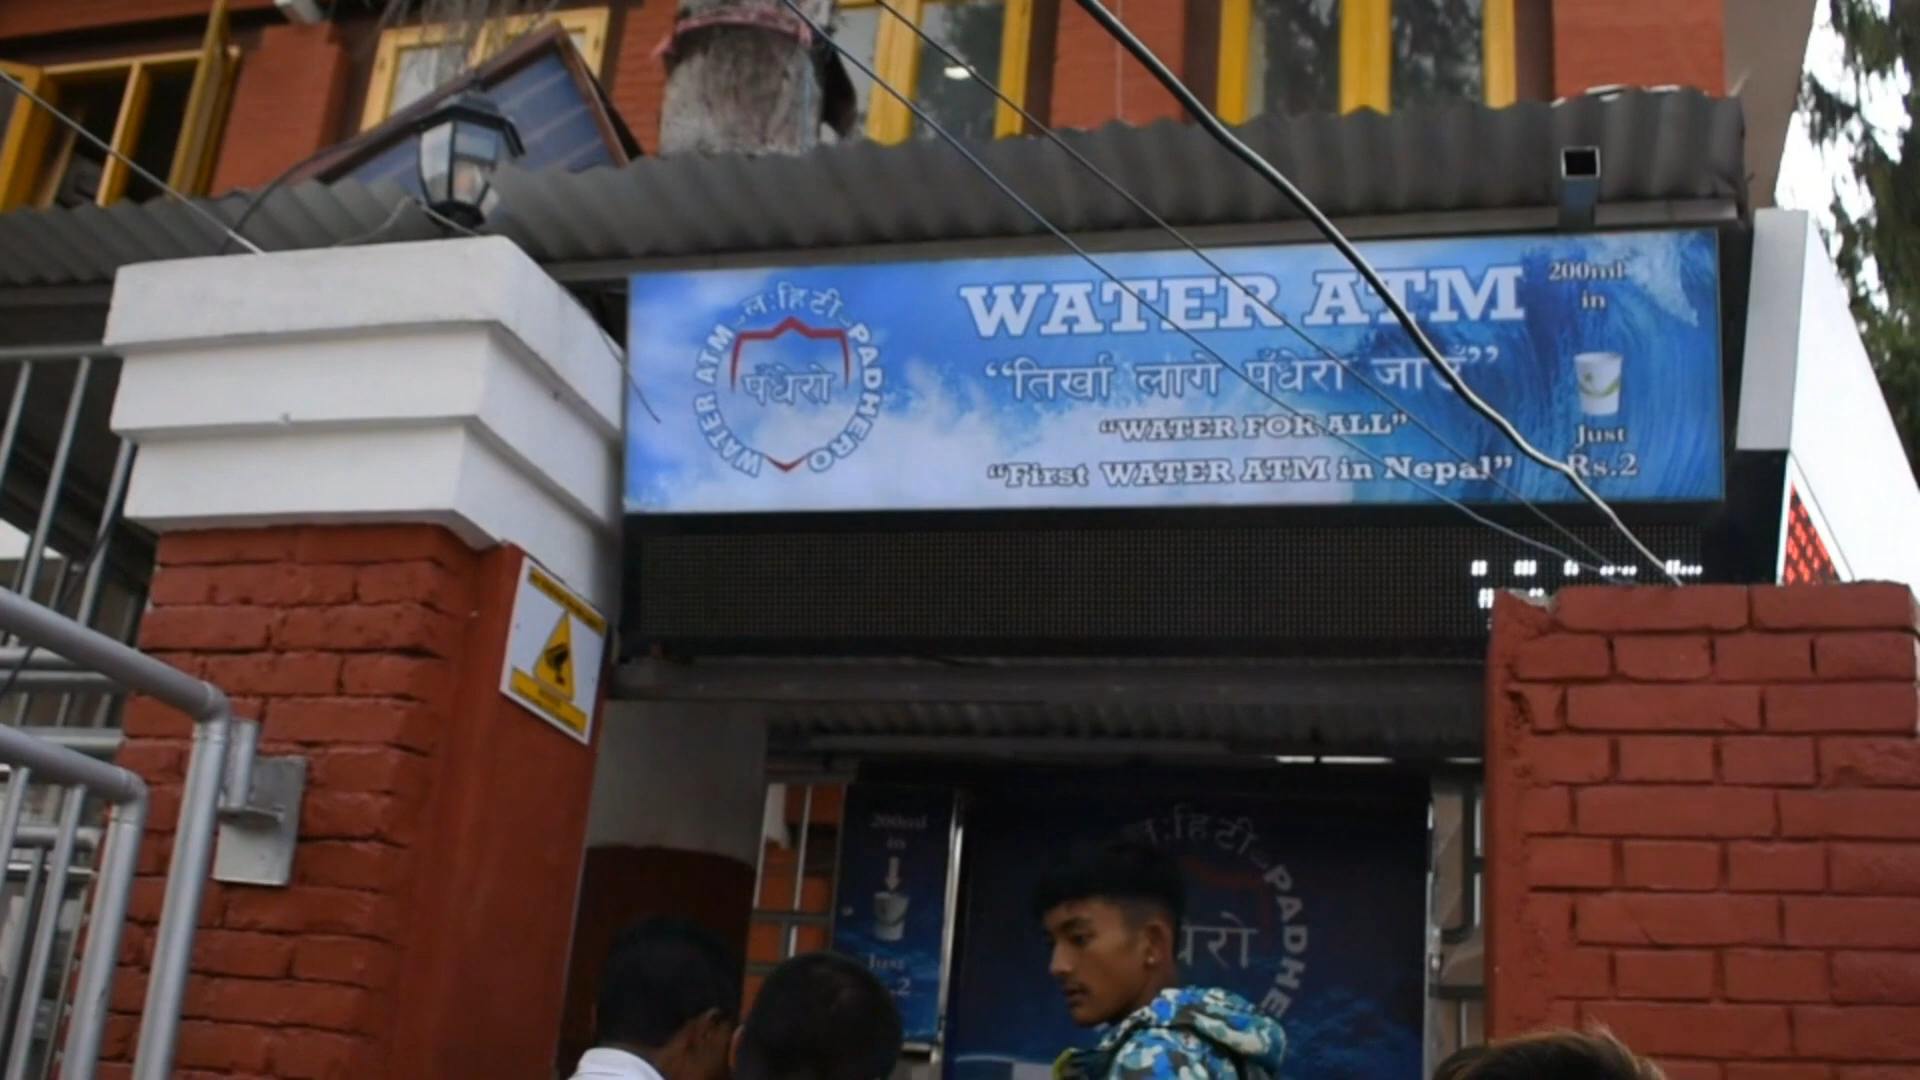 WATER ATM-ल:हिटी-PADHERO
पँधेरो
WATER ATM
“तिर्खा लागे पँधेरा जाउँ”
“WATER FOR ALL”
“First WATER ATM in Nepal”
200ml
in
Just
Rs.2
200ml
in
Just
.2
ल:हिटी-PADHE
धेरो